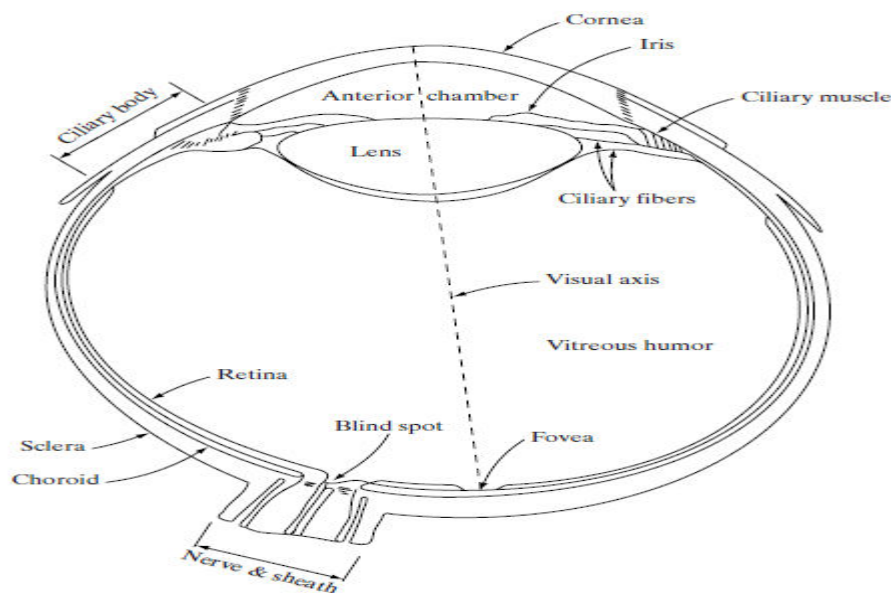 Cornea
Iris
Ciliary body
Anterior chamber
Ciliary muscle
Lens
Ciliary fibers
Visual axis
Vitreous humor
Retina
Blind spot
Fovea
Sclera
Choroid
Nerve & sheath